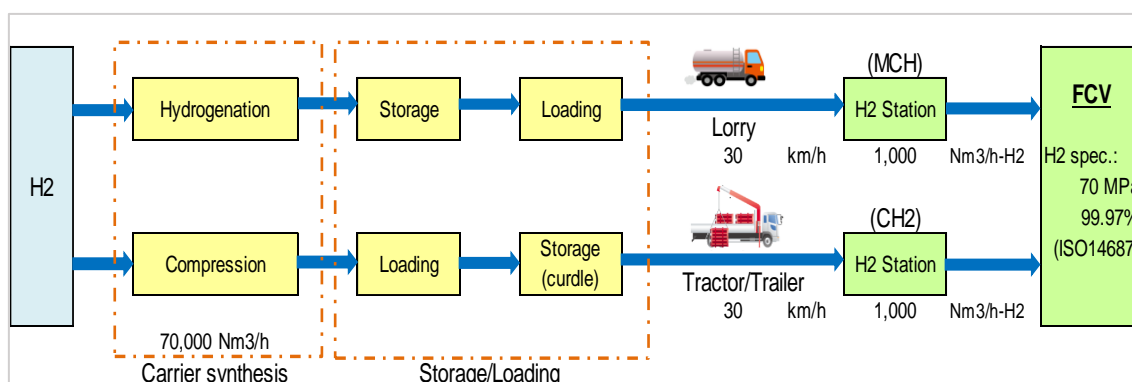 H2
Hydrogenation
Storage
Loading
Lorry
30 km/h
(MCH)
H2 Station
1,000 Nm3/h-H2
Compression
Loading
Storage
(curdle)
Tractor/Trailer
30 km/h
(CH2)
H2 Station
1,000 Nm3/h-H2
FCV
H2 spec.:
70 MPa
99.97%
(ISO14687
70,000 Nm3/h
Carrier synthesis
Storage/Loading